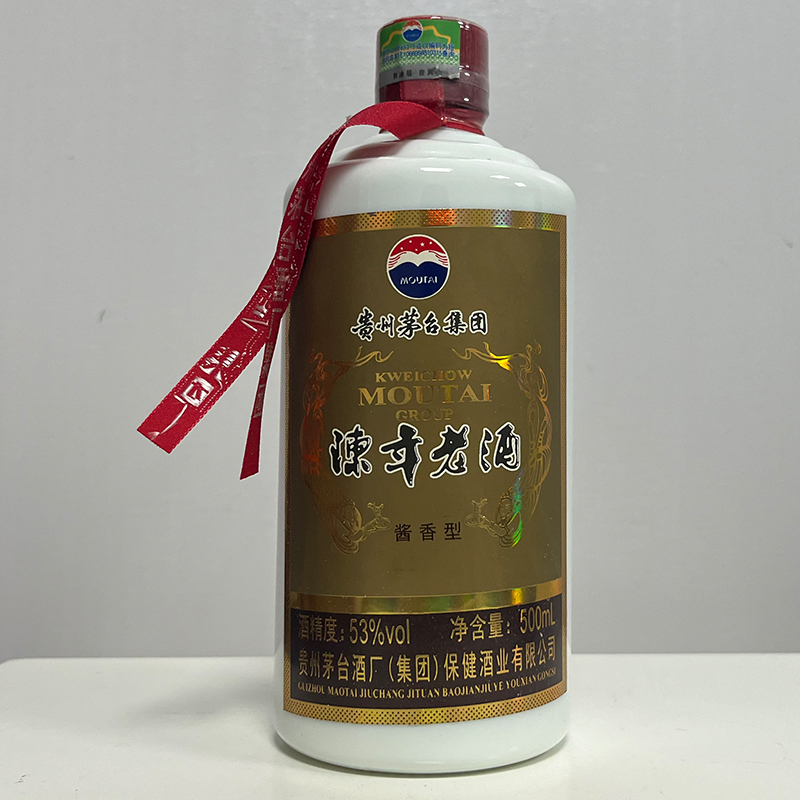 MOUTAI
贵州茅台集团
KWEICHOW
MOUTAI
GROUP
陳年老酒
酱香型
酒精度：53%vol 净含量：500mL
贵州茅台酒厂（集团）保健酒业有限公司
GUIZHOU MAOTAI JIUCHANG JITUAN BAOJIANJIUYE YOUXIAN GONGSI